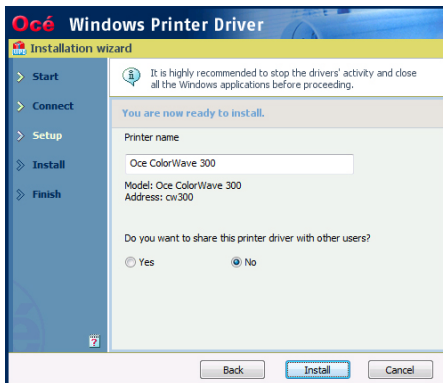 Océ Windows Printer Driver
WPD Installation wizard
Start
Connect
Setup
Install
Finish
?
i
It is highly recommended to stop the drivers' activity and close
all the Windows applications before proceeding.
You are now ready to install.
Printer name
Oce ColorWave 300
Model: Oce ColorWave 300
Address: cw300
Do you want to share this printer driver with other users?
Yes No
Back Install Cancel